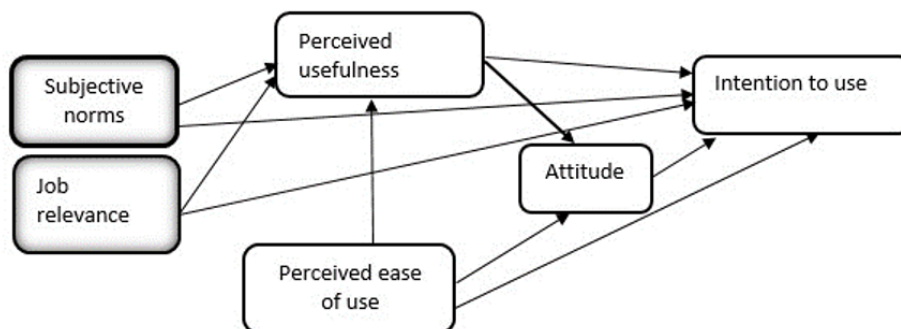 Perceived
usefulness
Subjective
norms
Intention to use
Job
relevance
Attitude
Perceived ease
of use